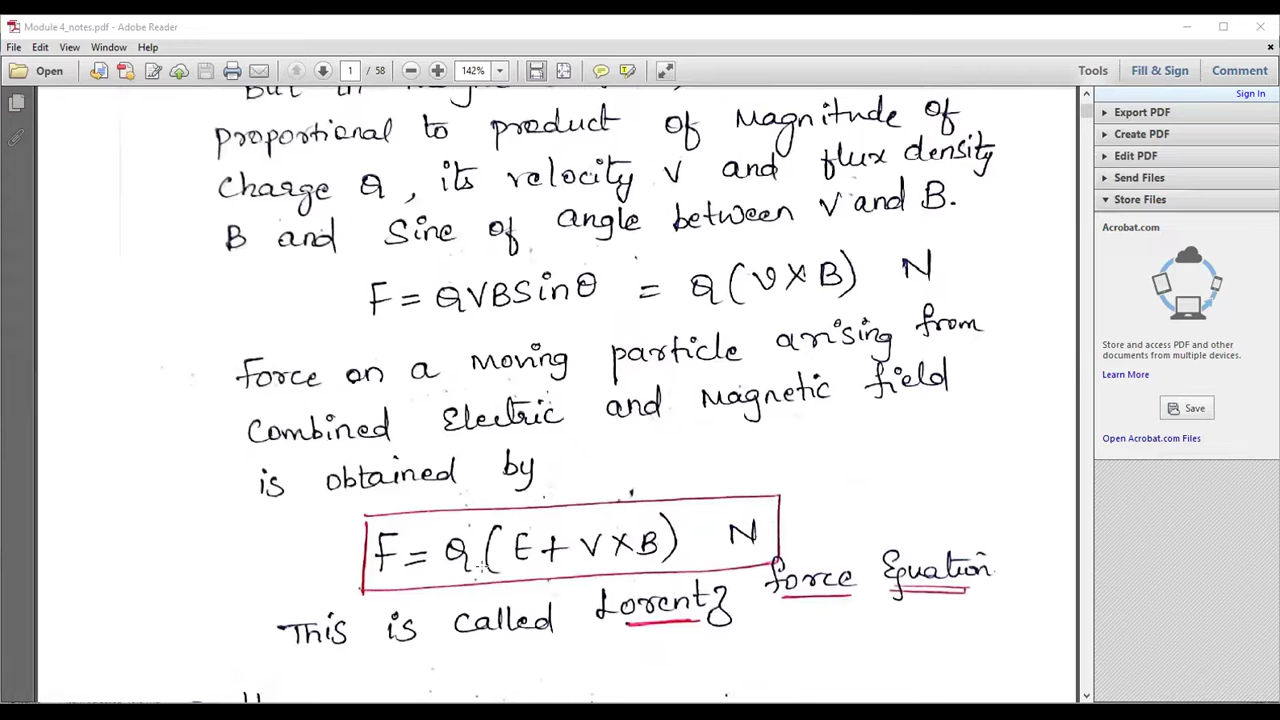 Module 4_notes.pdf - Adobe Reader
File Edit View Window Help
Open 1 / 58 142% Tools Fill & Sign Comment
Sign In
Export PDF
Create PDF
Edit PDF
Send Files
Store Files
Acrobat.com
Store and access PDF and other
documents from multiple devices.
Learn More
Save
Open Acrobat.com Files
But in
proportional to product of Magnitude of
Charge Q, its velocity V and flux density
B and Sine of angle between V and B.
F = QVBSinθ = Q(V×B) N
Force on a moving particle arising from
Combined Electric and Magnetic field
is obtained by
F = Q(E+V×B) N
This is called Lorentz force Equation